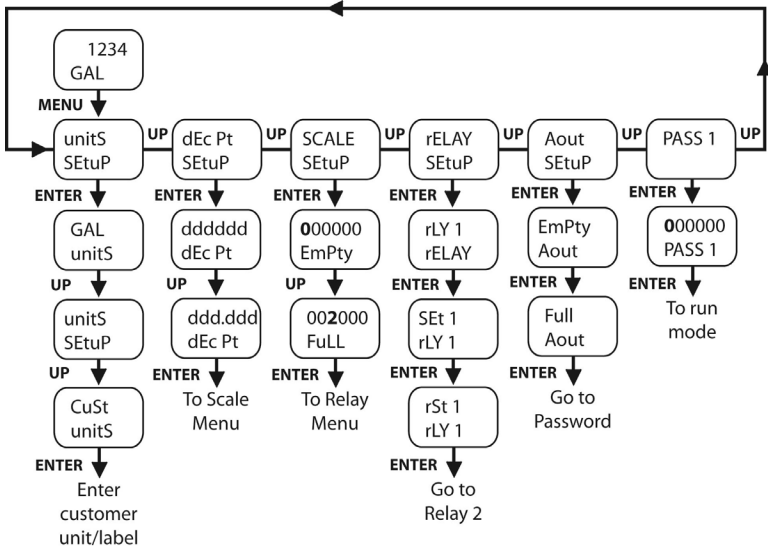 1234
GAL
MENU
unitS
SEtuP
UP
dEc Pt
SEtuP
UP
SCALE
SEtuP
UP
rELAY
SEtuP
UP
Aout
SEtuP
UP
PASS 1
UP
ENTER
GAL
unitS
UP
unitS
SEtuP
UP
CuSt
unitS
ENTER
Enter
customer
unit/label
ENTER
dddddd
dEc Pt
UP
ddd.ddd
dEc Pt
ENTER
To Scale
Menu
ENTER
000000
EmPty
UP
002000
FuLL
ENTER
To Relay
Menu
ENTER
rLY 1
rELAY
ENTER
SEt 1
rLY 1
ENTER
rSt 1
rLY 1
ENTER
Go to
Relay 2
ENTER
EmPty
Aout
ENTER
Full
Aout
ENTER
Go to
Password
ENTER
000000
PASS 1
ENTER
To run
mode